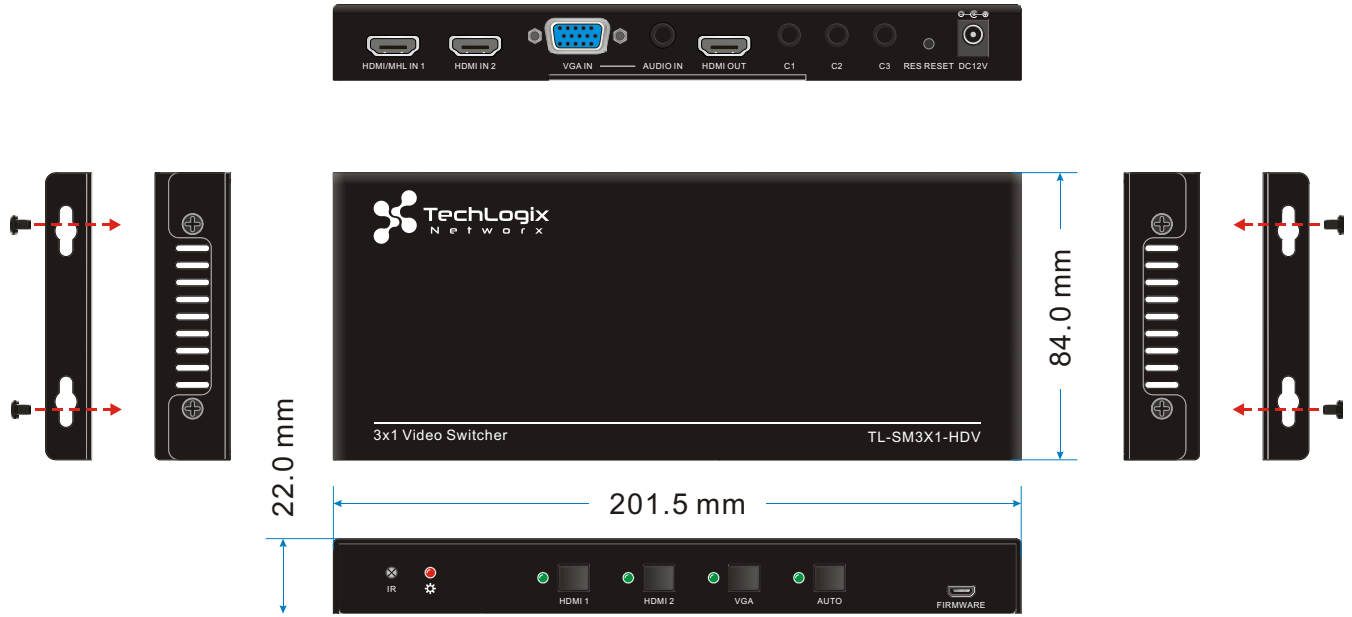 HDMI/MHL IN 1 HDMI IN 2 VGA IN AUDIO IN HDMI OUT C1 C2 C3 RES RESET DC12V
TechLogix
Networx
84.0 mm
3x1 Video Switcher TL-SM3X1-HDV
22.0 mm
201.5 mm
IR HDMI 1 HDMI 2 VGA AUTO FIRMWARE